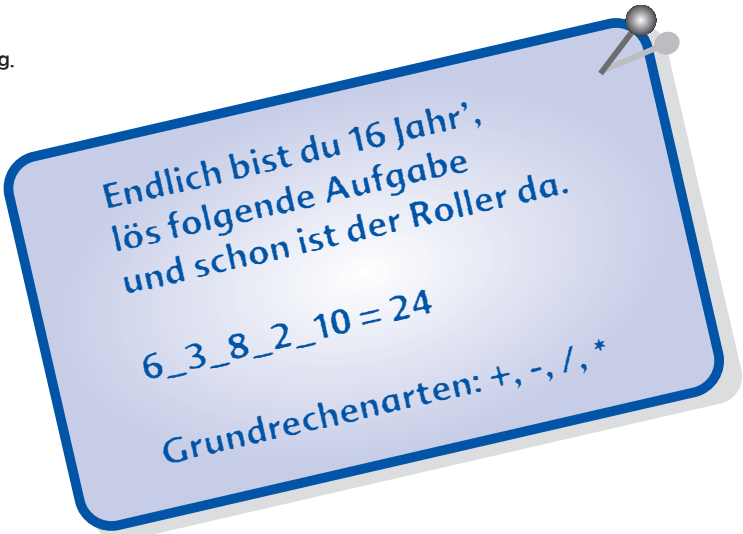 g.
Endlich bist du 16 Jahr’,
lös folgende Aufgabe
und schon ist der Roller da.
6_3_8_2_10 = 24
Grundrechenarten: +, -, /, *